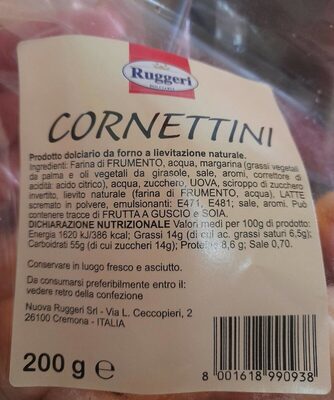 Ruggeri
CORNETTINI
Prodotto dolciario da forno a lievitazione naturale.
Ingredienti: Farina di FRUMENTO, acqua, margarina (grassi vegetali
da palma e oli vegetali da girasole, sale, aromi, correttore di
acidità: acido citrico), acqua, zucchero, UOVA, sciroppo di zucchero
invertito, lievito naturale (farina di FRUMENTO, acqua), LATTE
scremato in polvere, emulsionanti: E471, E481; sale, aromi. Può
contenere tracce di FRUTTA A GUSCIO e SOIA.
DICHIARAZIONE NUTRIZIONALE Valori medi per 100g di prodotto:
Energia 1620 kJ/386 kcal; Grassi 14g (di cui ac. grassi saturi 6,5g);
Carboidrati 55g (di cui zuccheri 14g); Proteine 8,6 g; Sale 0,70.
Conservare in luogo fresco e asciutto.
Da consumarsi preferibilmente entro il:
vedere retro della confezione
Nuova Ruggeri Srl - Via L. Ceccopieri, 2
26100 Cremona - ITALIA
200 g e
8 001618 990938